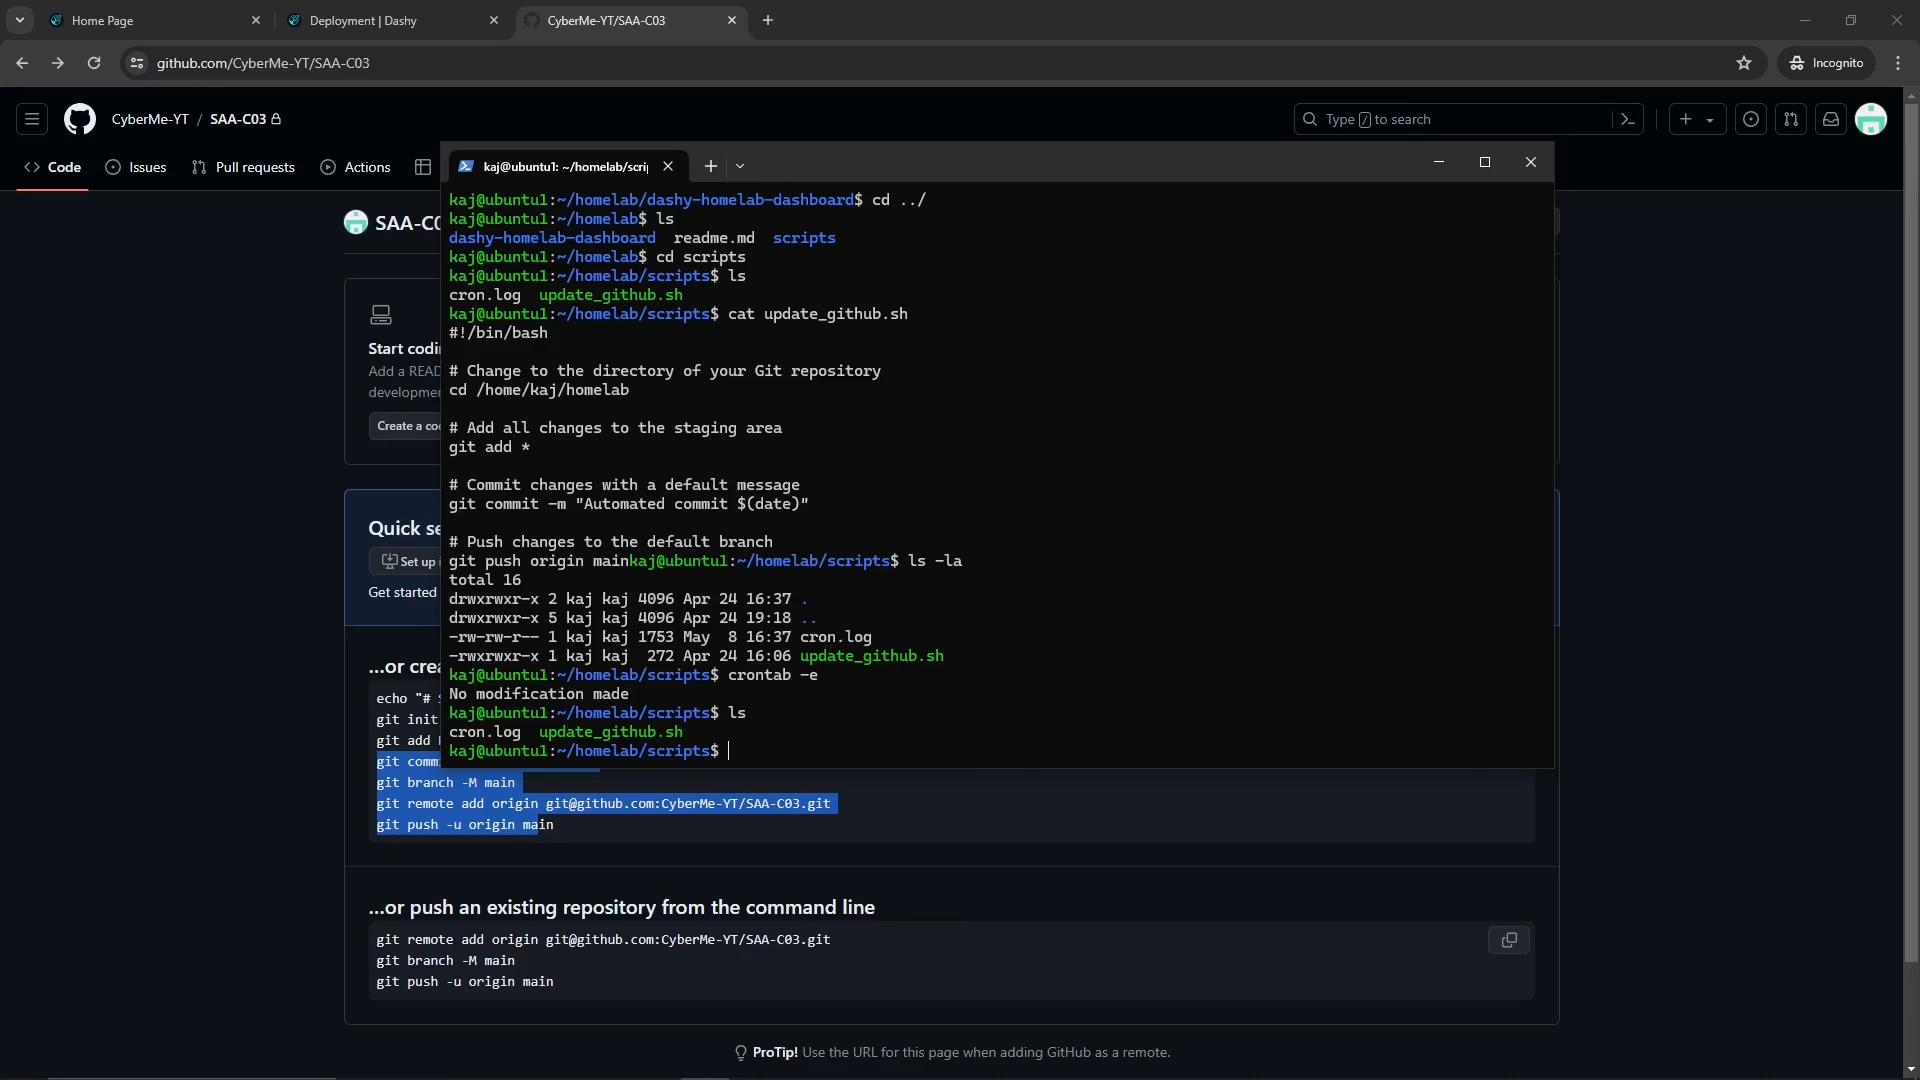 Home Page
Deployment | Dashy
CyberMe-YT/SAA-C03
github.com/CyberMe-YT/SAA-C03
Incognito
CyberMe-YT / SAA-C03
Type / to search
Code
Issues
Pull requests
Actions
kaj@ubuntu1: ~/homelab/scri
SAA-C0
Start codi
Add a READ
developme
Create a co
Quick se
Set up i
Get started
...or crea
echo "#
git init
git add
git comm
git branch -M main
git remote add origin git@github.com:CyberMe-YT/SAA-C03.git
git push -u origin main
kaj@ubuntu1:~/homelab/dashy-homelab-dashboard$ cd ../
kaj@ubuntu1:~/homelab$ ls
dashy-homelab-dashboard readme.md scripts
kaj@ubuntu1:~/homelab$ cd scripts
kaj@ubuntu1:~/homelab/scripts$ ls
cron.log update_github.sh
kaj@ubuntu1:~/homelab/scripts$ cat update_github.sh
#!/bin/bash
# Change to the directory of your Git repository
cd /home/kaj/homelab
# Add all changes to the staging area
git add *
# Commit changes with a default message
git commit -m "Automated commit $(date)"
# Push changes to the default branch
git push origin mainkaj@ubuntu1:~/homelab/scripts$ ls -la
total 16
drwxrwxr-x 2 kaj kaj 4096 Apr 24 16:37 .
drwxrwxr-x 5 kaj kaj 4096 Apr 24 19:18 ..
-rw-rw-r-- 1 kaj kaj 1753 May 8 16:37 cron.log
-rwxrwxr-x 1 kaj kaj 272 Apr 24 16:06 update_github.sh
kaj@ubuntu1:~/homelab/scripts$ crontab -e
No modification made
kaj@ubuntu1:~/homelab/scripts$ ls
cron.log update_github.sh
kaj@ubuntu1:~/homelab/scripts$
...or push an existing repository from the command line
git remote add origin git@github.com:CyberMe-YT/SAA-C03.git
git branch -M main
git push -u origin main
ProTip! Use the URL for this page when adding GitHub as a remote.